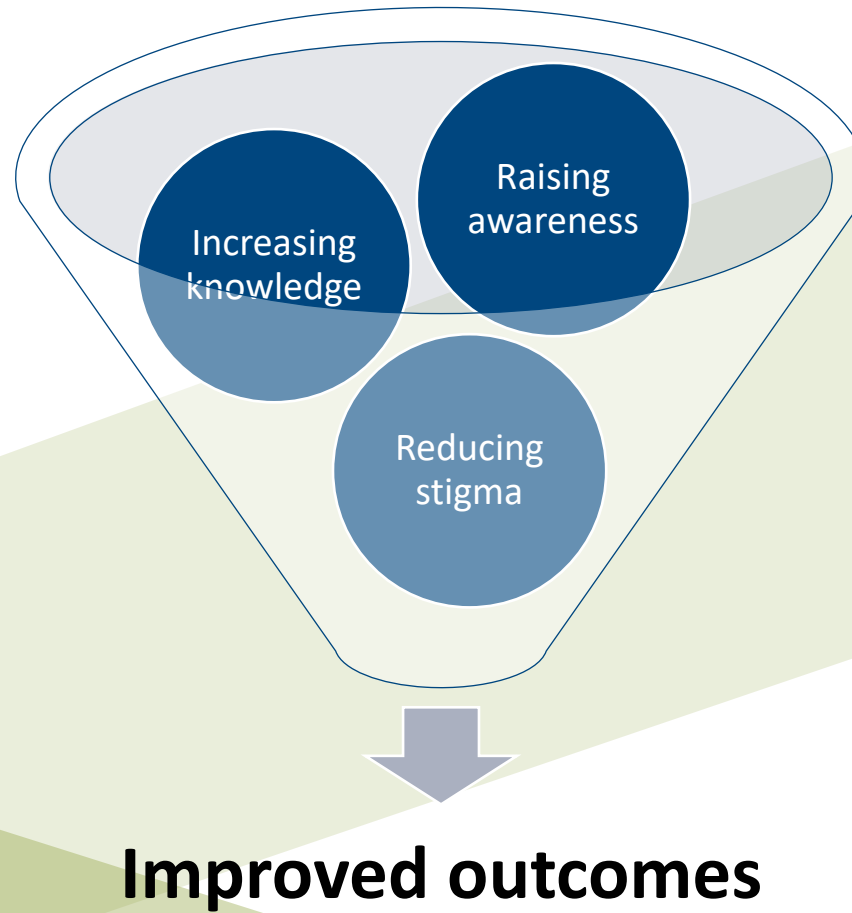 Raising
awareness
Increasing
knowledge
Reducing
stigma
Improved outcomes